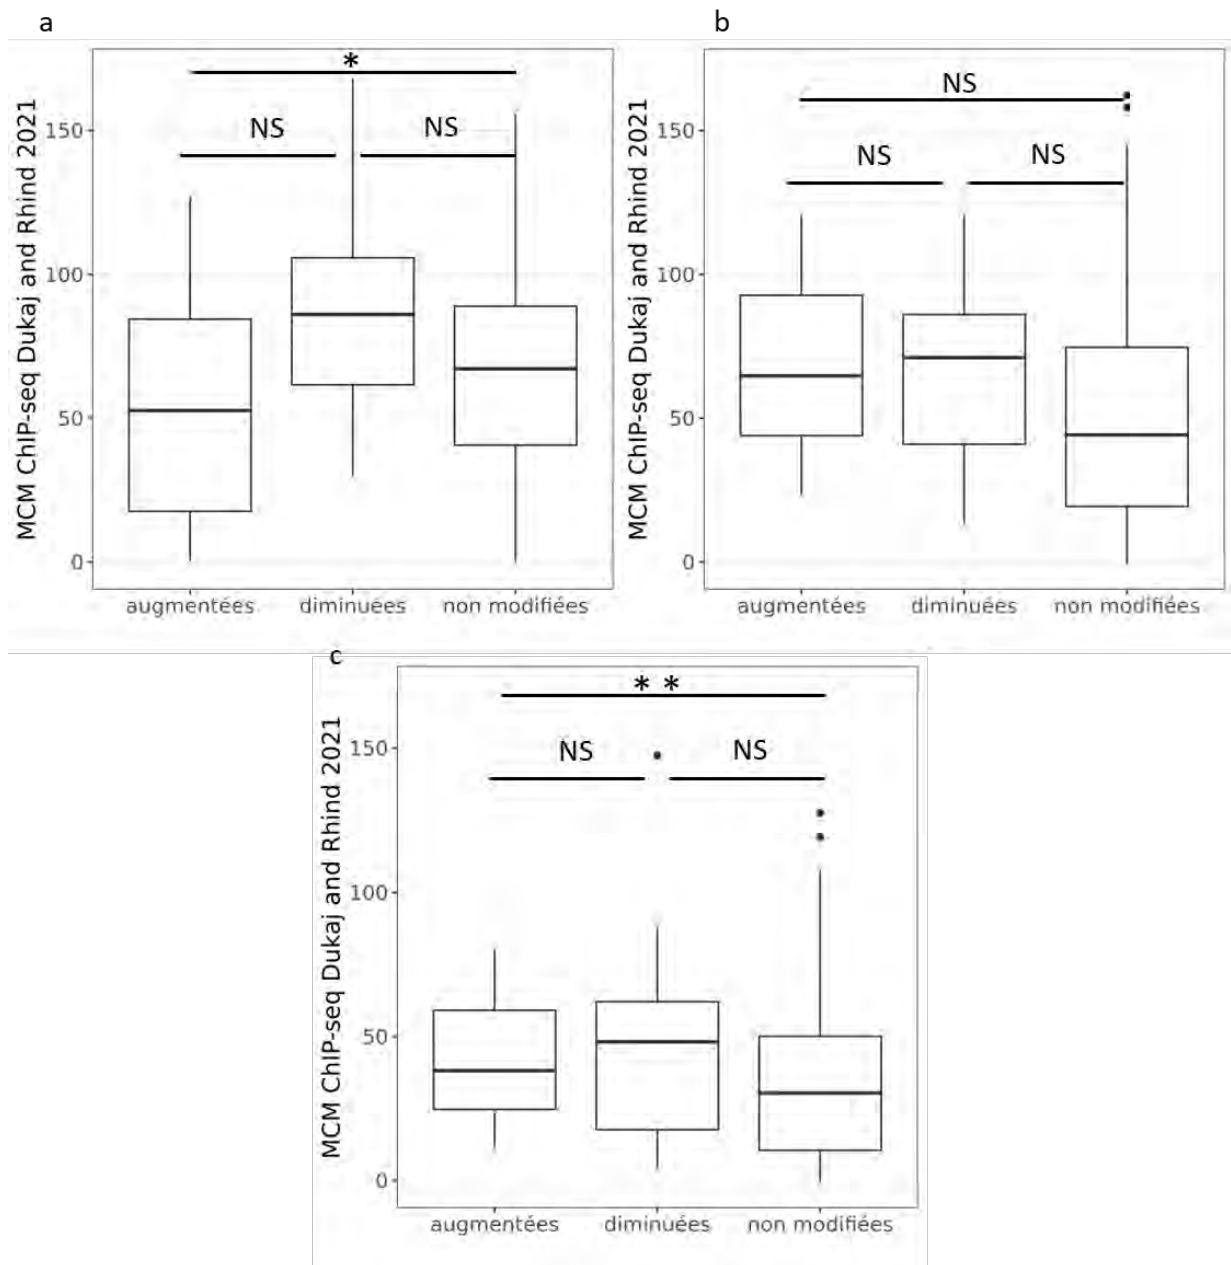 a
MCM ChIP-seq Dukaj and Rhind 2021
150
100
50
0
*
NS
NS
augmentées
diminuées
non modifiées
b
MCM ChIP-seq Dukaj and Rhind 2021
150
100
50
0
NS
NS
NS
augmentées
diminuées
non modifiées
c
MCM ChIP-seq Dukaj and Rhind 2021
150
100
50
0
* *
NS
NS
augmentées
diminuées
non modifiées